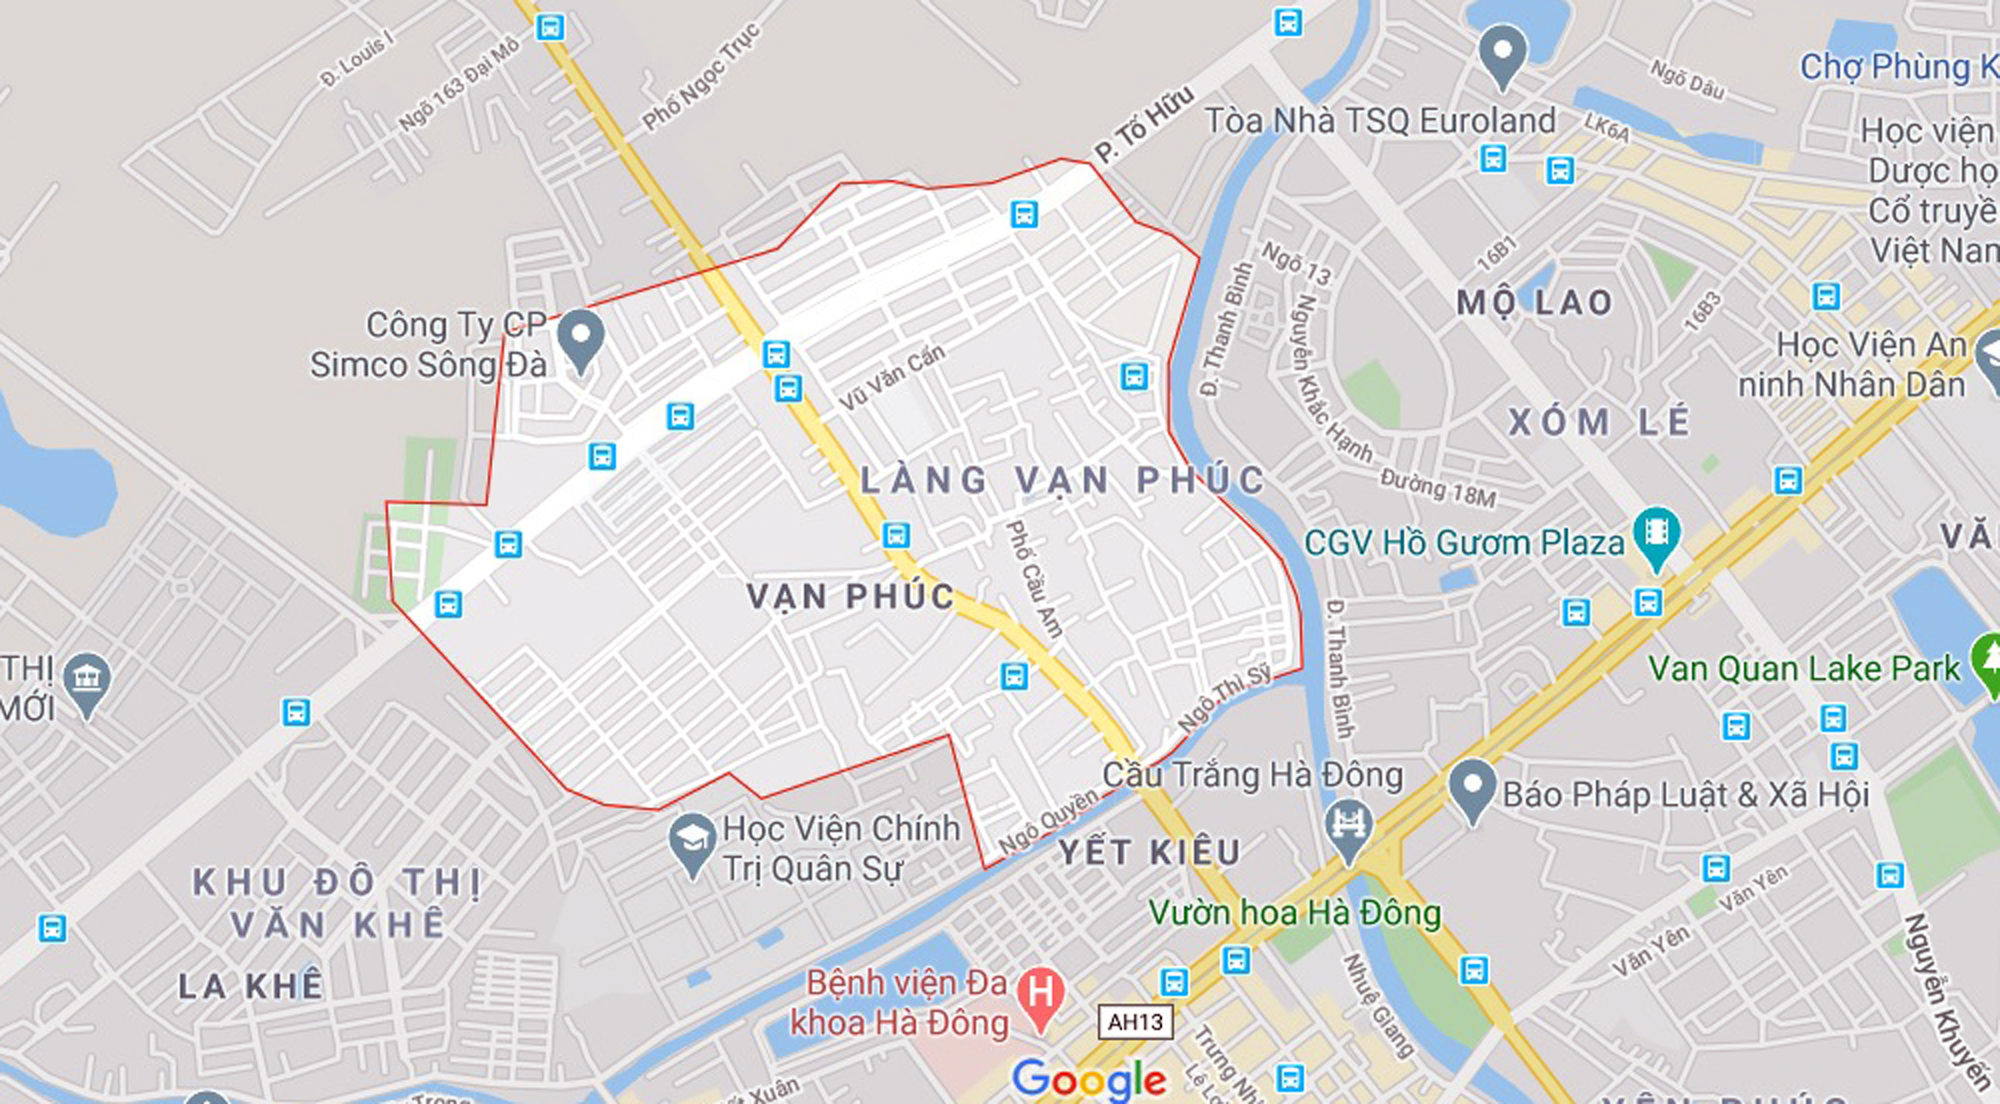 Đ. Louis I
Ngõ 163 Đại Mỗ
Phố Ngọc Trục
P. Tố Hữu
Tòa Nhà TSQ Euroland
Ngõ Dâu
LK6A
Chợ Phùng K
Học viện
Dược họ
Cổ truyề
Việt Nam
Công Ty CP
Simco Sông Đà
Vũ Văn Cẩn
Đ. Thanh Bình
Ngõ 13
Nguyễn Khắc Hạnh
Đường 18M
16B1
16B3
MỘ LAO
XÓM LÉ
Học Viện An
ninh Nhân Dân
LÀNG VẠN PHÚC
VẠN PHÚC
Phố Cầu Am
CGV Hồ Gươm Plaza
VĂ
Đ. Thanh Bình
Van Quan Lake Park
THỊ
MỚI
Ngô Thì Sỹ
Ngô Quyền
Cầu Trắng Hà Đông
Báo Pháp Luật & Xã Hội
Học Viện Chính
Trị Quân Sự
YẾT KIÊU
KHU ĐÔ THỊ
VĂN KHÊ
LA KHÊ
Vườn hoa Hà Đông
Văn Yên
Văn Yên
Nguyễn Khuyến
Bệnh viện Đa
khoa Hà Đông
H
AH13
Nhuệ Giang
Trưng Nh
Lê Lợ
Google
Xuân